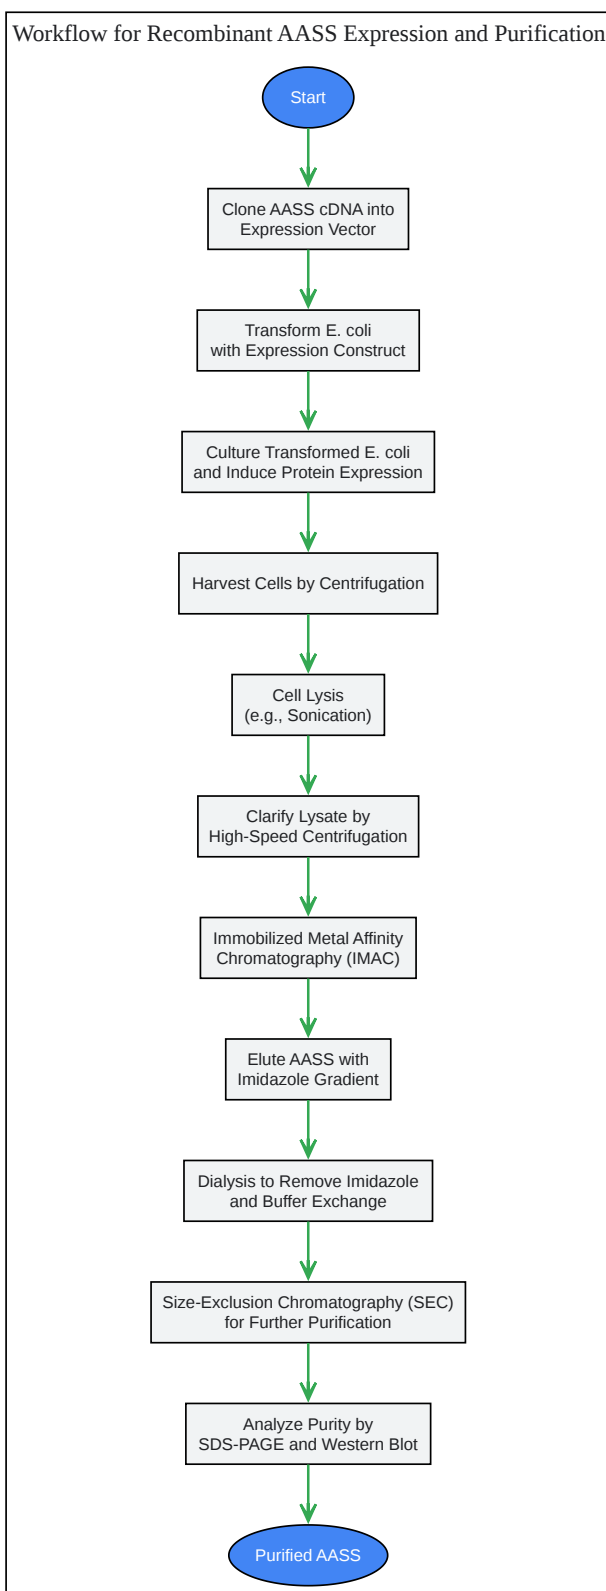 Workflow for Recombinant AASS Expression and Purification
Start
Clone AASS cDNA into
Expression Vector
Transform E. coli
with Expression Construct
Culture Transformed E. coli
and Induce Protein Expression
Harvest Cells by Centrifugation
Cell Lysis
(e.g., Sonication)
Clarify Lysate by
High-Speed Centrifugation
Immobilized Metal Affinity
Chromatography (IMAC)
Elute AASS with
Imidazole Gradient
Dialysis to Remove Imidazole
and Buffer Exchange
Size-Exclusion Chromatography (SEC)
for Further Purification
Analyze Purity by
SDS-PAGE and Western Blot
Purified AASS